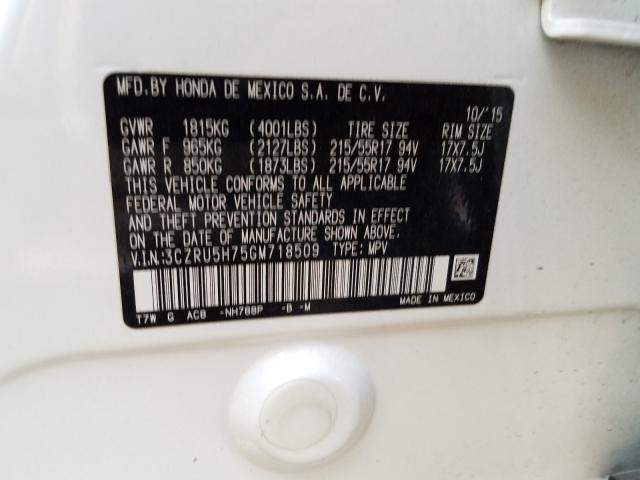 MFD.BY HONDA DE MEXICO S.A. DE C.V.
10/'15
GVWR 1815KG (4001LBS) TIRE SIZE RIM SIZE
GAWR F 965KG (2127LBS) 215/55R17 94V 17X7.5J
GAWR R 850KG (1873LBS) 215/55R17 94V 17X7.5J
THIS VEHICLE CONFORMS TO ALL APPLICABLE
FEDERAL MOTOR VEHICLE SAFETY
AND THEFT PREVENTION STANDARDS IN EFFECT
ON THE DATE OF MANUFACTURE SHOWN ABOVE.
V.I.N.:3CZRU5H75GM718509 TYPE: MPV
T7W G AC8 -NH788P -B -M MADE IN MEXICO